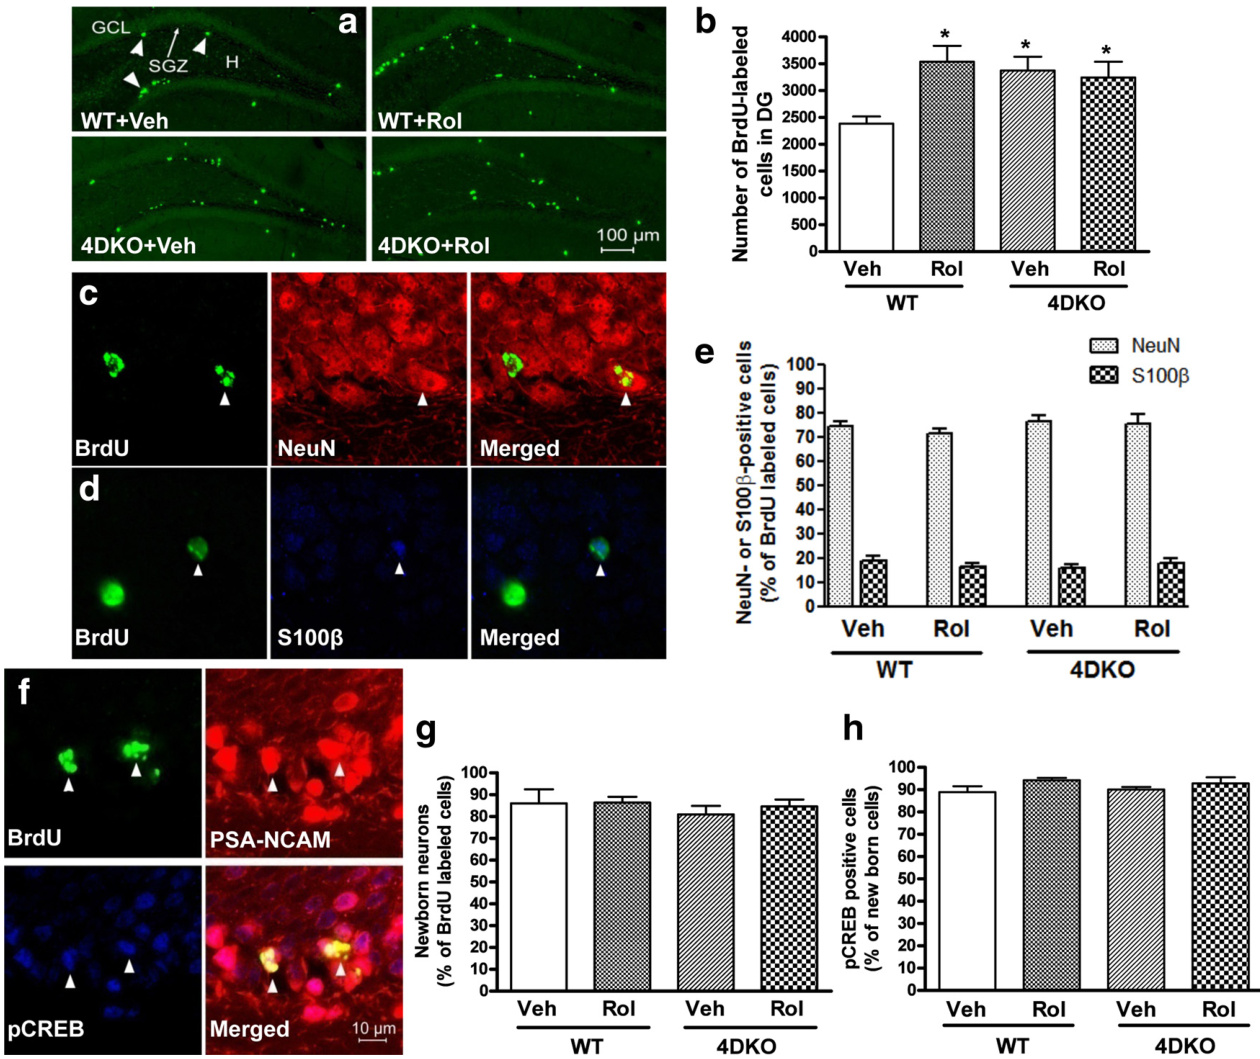 a
GCL
SGZ
H
WT+Veh
WT+Rol
4DKO+Veh
4DKO+Rol
100 µm
b
Number of BrdU-labeled
cells in DG
4000
3500
3000
2500
2000
1500
1000
500
0
* * *
Veh Rol Veh Rol
WT 4DKO
c
BrdU
NeuN
Merged
d
BrdU
S100β
Merged
e
NeuN
S100β
NeuN- or S100β-positive cells
(% of BrdU labeled cells)
100
90
80
70
60
50
40
30
20
10
0
Veh Rol Veh Rol
WT 4DKO
f
BrdU
PSA-NCAM
pCREB
Merged
10 µm
g
Newborn neurons
(% of BrdU labeled cells)
100
90
80
70
60
50
40
30
20
10
0
Veh Rol Veh Rol
WT 4DKO
h
pCREB positive cells
(% of new born cells)
100
90
80
70
60
50
40
30
20
10
0
Veh Rol Veh Rol
WT 4DKO